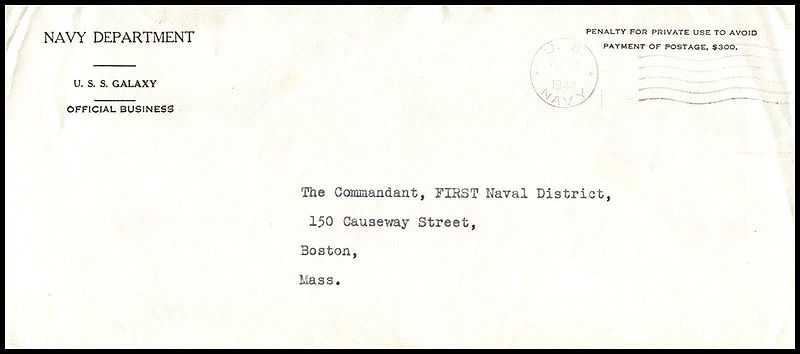 NAVY DEPARTMENT
U. S. S. GALAXY
OFFICIAL BUSINESS
PENALTY FOR PRIVATE USE TO AVOID
PAYMENT OF POSTAGE, $300.
U. S.
1944
NAVY
The Commandant, FIRST Naval District,
150 Causeway Street,
Boston,
Mass.